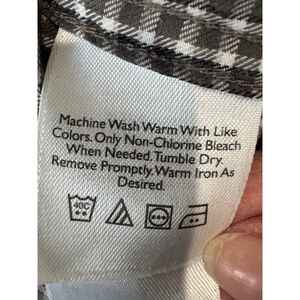 Machine Wash Warm With Like
Colors. Only Non-Chlorine Bleach
When Needed. Tumble Dry.
Remove Promptly. Warm Iron As
Desired.
40C